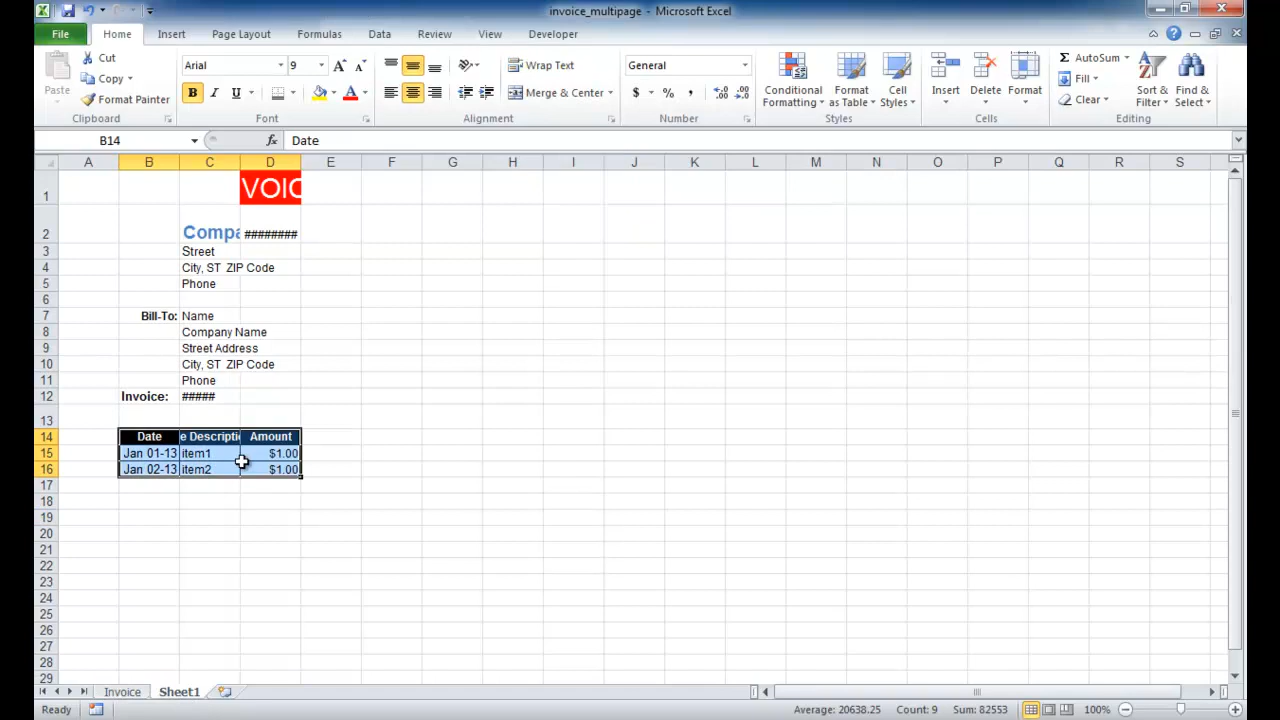 invoice_multipage - Microsoft Excel
File Home Insert Page Layout Formulas Data Review View Developer
Paste
Cut
Copy
Format Painter
Clipboard
Arial 9
B I U A
Font
Wrap Text
Merge & Center
Alignment
General
$ % ,
Number
Conditional Formatting
Format as Table
Cell Styles
Styles
Insert Delete Format
Cells
Σ AutoSum
Fill
Clear
Sort & Filter
Find & Select
Editing
B14 fx Date
A B C D E F G H I J K L M N O P Q R S
1 VOIC
2 Compa ########
3 Street
4 City, ST ZIP Code
5 Phone
6
7 Bill-To: Name
8 Company Name
9 Street Address
10 City, ST ZIP Code
11 Phone
12 Invoice: #####
13
14 Date e Descripti Amount
15 Jan 01-13 item1 $1.00
16 Jan 02-13 item2 $1.00
17
18
19
20
21
22
23
24
25
26
27
28
29
Invoice Sheet1
Ready Average: 20638.25 Count: 9 Sum: 82553 100%